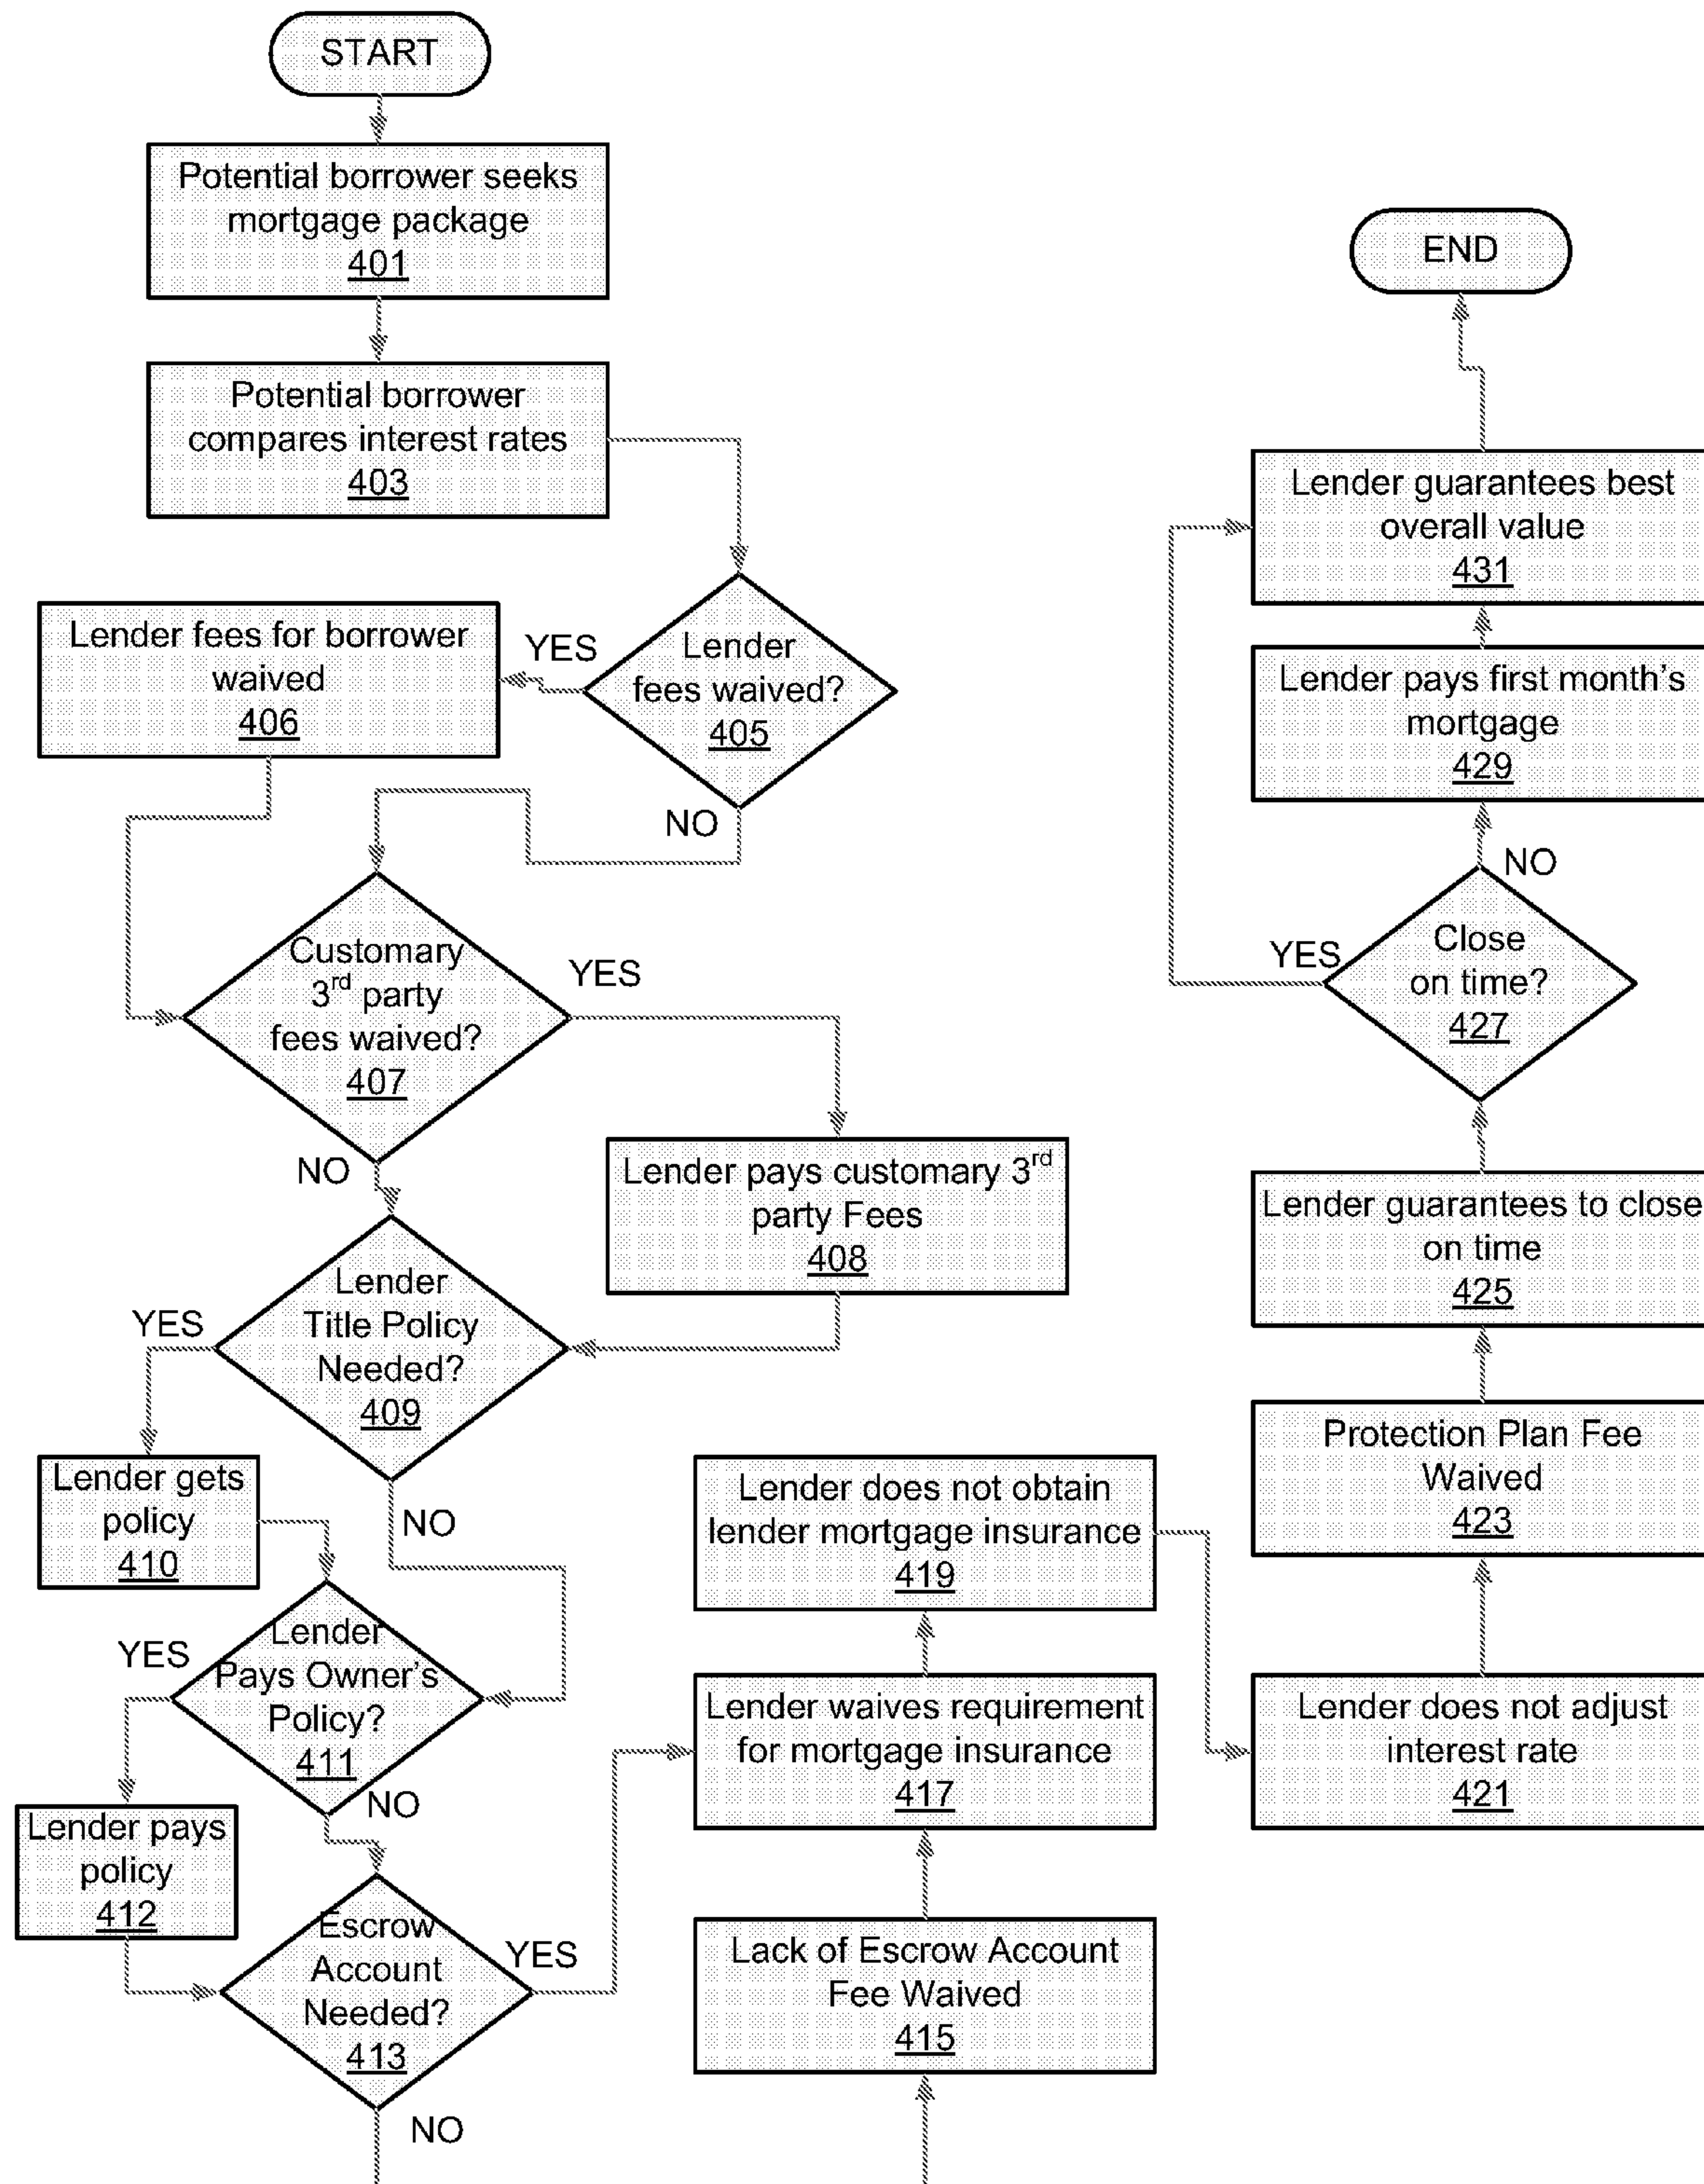 START
Potential borrower seeks
mortgage package
401
Potential borrower
compares interest rates
403
Lender
fees waived?
405
YES
NO
Lender fees for borrower
waived
406
Customary
3rd party
fees waived?
407
YES
NO
Lender pays customary 3rd
party Fees
408
Lender
Title Policy
Needed?
409
YES
NO
Lender gets
policy
410
Lender
Pays Owner's
Policy?
411
YES
NO
Lender pays
policy
412
Escrow
Account
Needed?
413
YES
NO
Lack of Escrow Account
Fee Waived
415
Lender waives requirement
for mortgage insurance
417
Lender does not obtain
lender mortgage insurance
419
Lender does not adjust
interest rate
421
Protection Plan Fee
Waived
423
Lender guarantees to close
on time
425
Close
on time?
427
YES
NO
Lender pays first month's
mortgage
429
Lender guarantees best
overall value
431
END